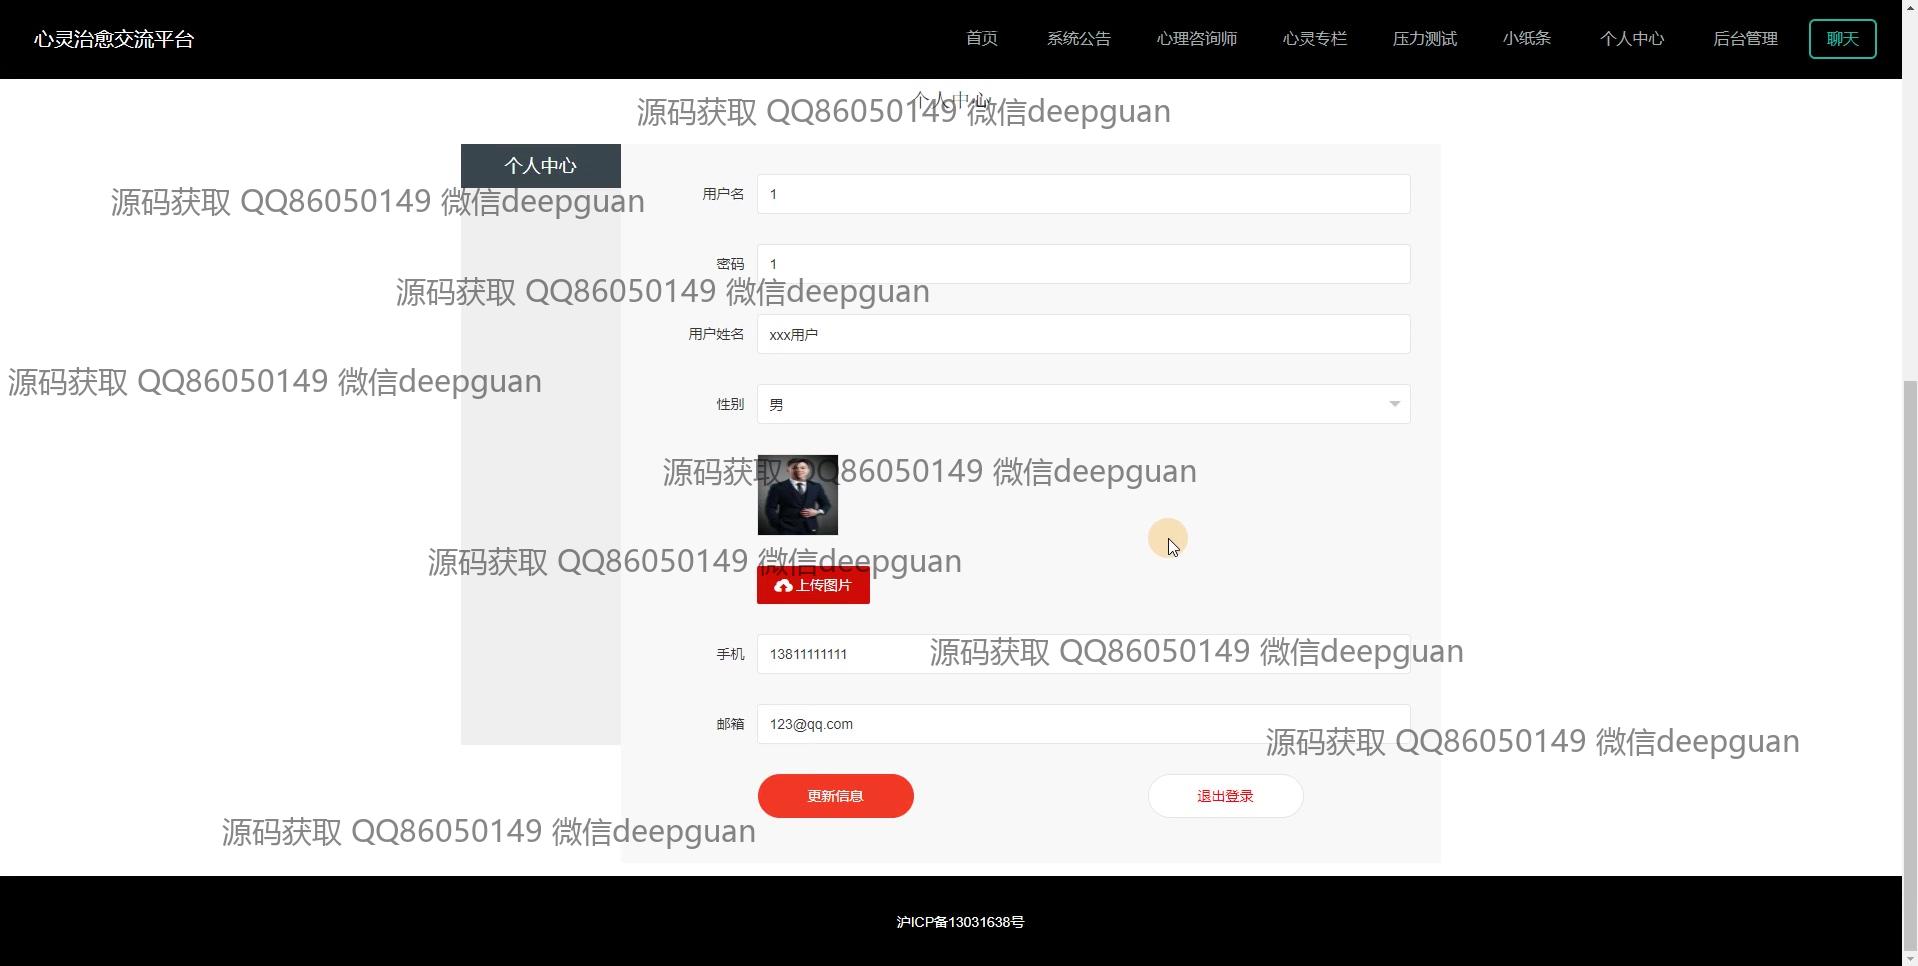 心灵治愈交流平台
首页 系统公告 心理咨询师 心灵专栏 压力测试 小纸条 个人中心 后台管理 聊天
个人中心
源码获取 QQ86050149 微信deepguan
个人中心
用户名 1
源码获取 QQ86050149 微信deepguan
密码 1
源码获取 QQ86050149 微信deepguan
用户姓名 xxx用户
源码获取 QQ86050149 微信deepguan
性别 男
源码获取 QQ86050149 微信deepguan
源码获取 QQ86050149 微信deepguan
上传图片
手机 13811111111
源码获取 QQ86050149 微信deepguan
邮箱 123@qq.com
源码获取 QQ86050149 微信deepguan
更新信息 退出登录
源码获取 QQ86050149 微信deepguan
沪ICP备13031638号